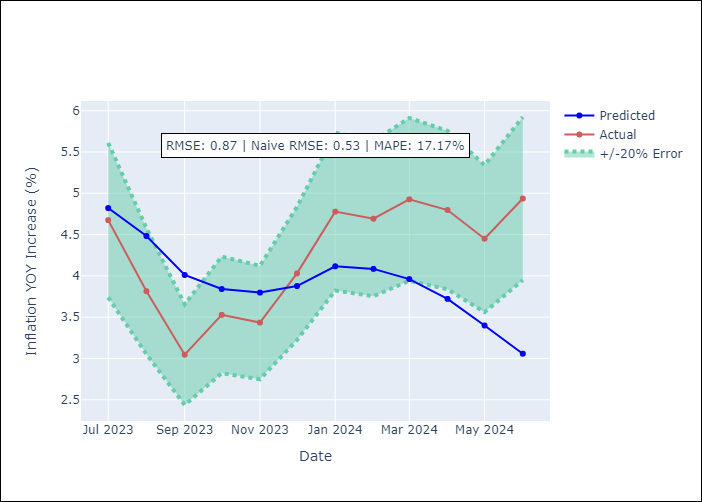 RMSE: 0.87 | Naive RMSE: 0.53 | MAPE: 17.17%
Predicted
Actual
+/-20% Error
Inflation YOY Increase (%)
6
5.5
5
4.5
4
3.5
3
2.5
Jul 2023
Sep 2023
Nov 2023
Jan 2024
Mar 2024
May 2024
Date